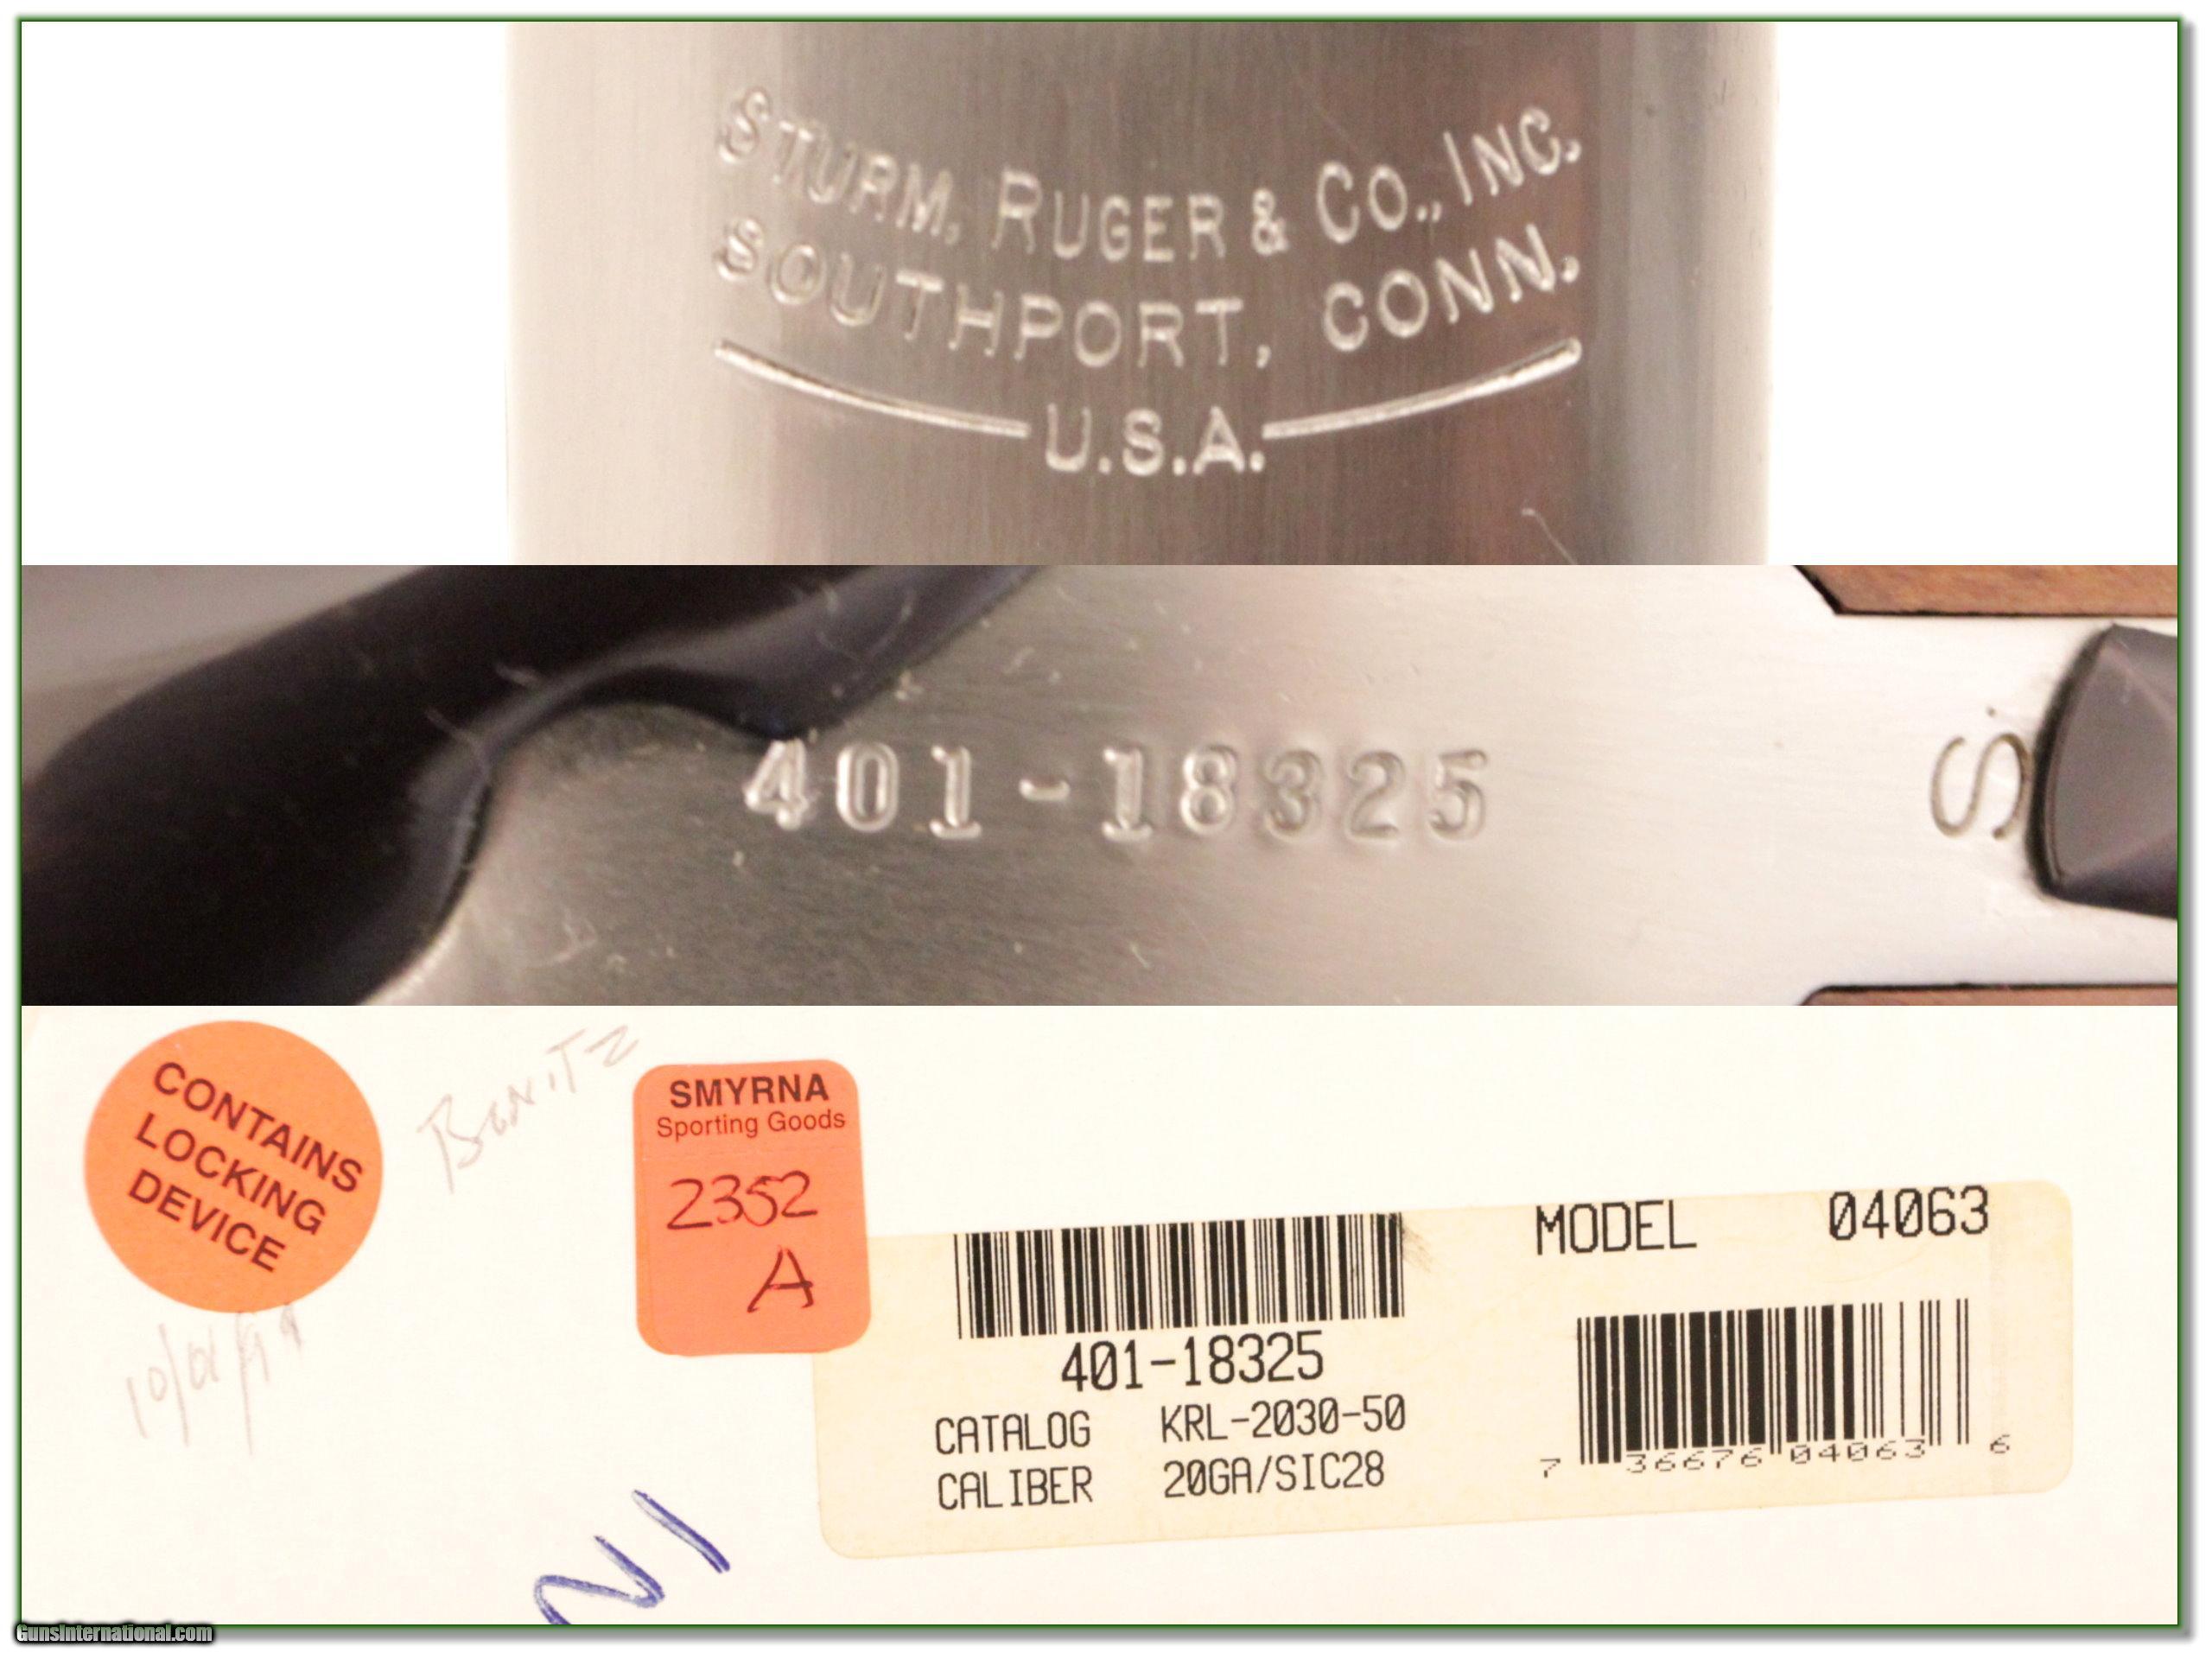 STURM, RUGER & CO., INC.
SOUTHPORT, CONN.
U.S.A.
401-18325
S
CONTAINS
LOCKING
DEVICE
BONITZ
SMYRNA
Sporting Goods
2352
A
MODEL 04063
401-18325
CATALOG KRL-2030-50
CALIBER 20GA/SIC28
7 36676 04063 6
GunsInternational.com